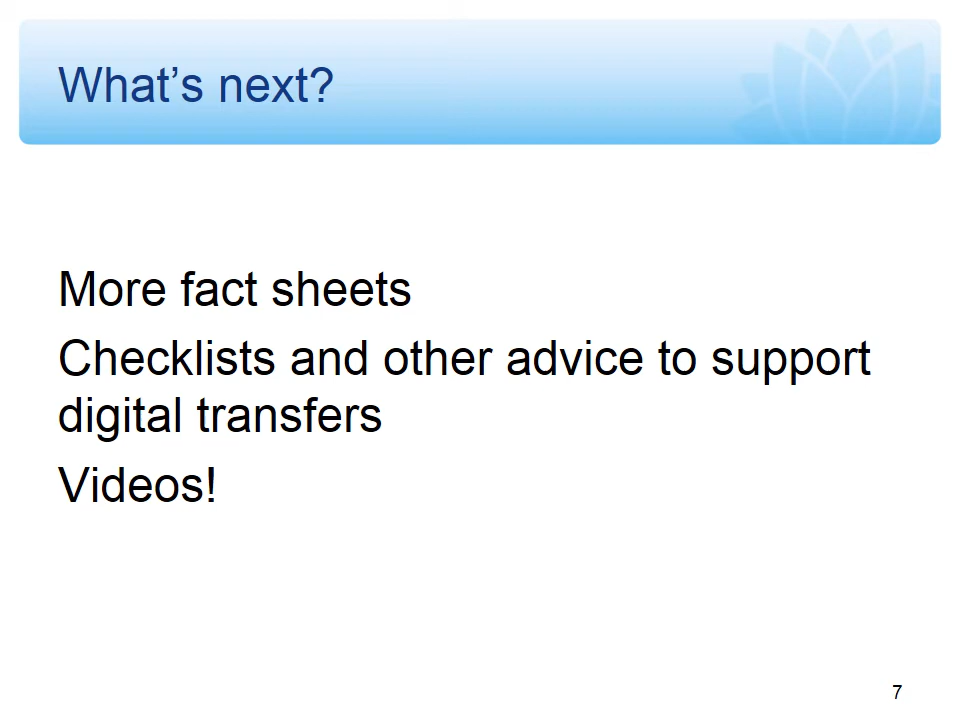 What’s next?
More fact sheets
Checklists and other advice to support
digital transfers
Videos!
7